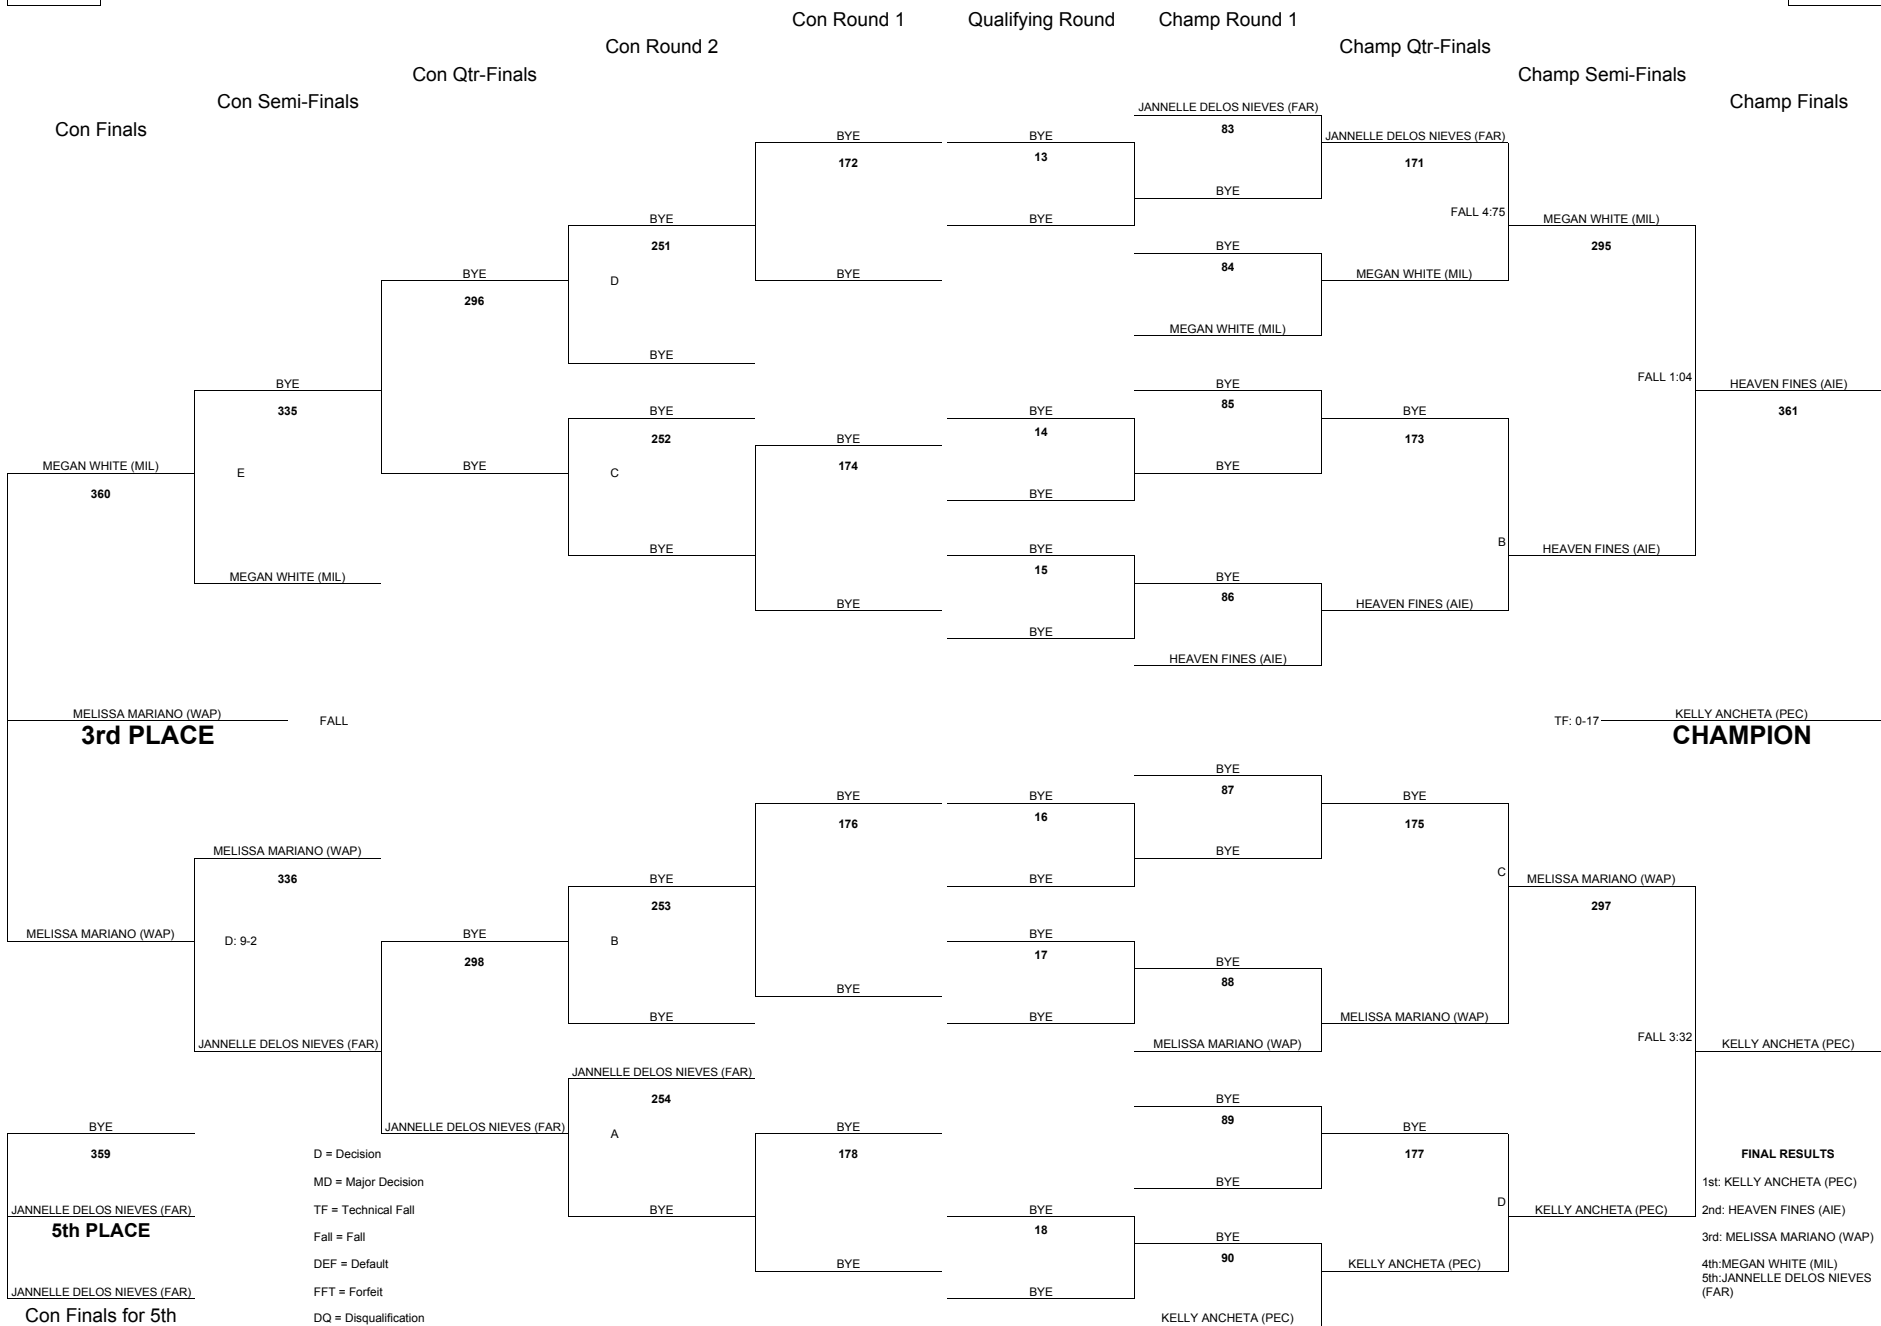 Con Round 1
Qualifying Round
Champ Round 1
Con Round 2
Champ Qtr-Finals
Con Qtr-Finals
Champ Semi-Finals
Con Semi-Finals
Champ Finals
Con Finals
JANNELLE DELOS NIEVES (FAR)
83
BYE
BYE
JANNELLE DELOS NIEVES (FAR)
172
13
171
BYE
FALL 4:75
BYE
BYE
MEGAN WHITE (MIL)
251
BYE
295
84
BYE
D
BYE
MEGAN WHITE (MIL)
296
MEGAN WHITE (MIL)
BYE
FALL 1:04
BYE
BYE
HEAVEN FINES (AIE)
335
85
361
BYE
BYE
BYE
252
14
173
BYE
MEGAN WHITE (MIL)
E
BYE
C
174
BYE
360
BYE
B
BYE
BYE
HEAVEN FINES (AIE)
15
MEGAN WHITE (MIL)
BYE
86
BYE
HEAVEN FINES (AIE)
BYE
HEAVEN FINES (AIE)
MELISSA MARIANO (WAP)
FALL
3rd PLACE
TF: 0-17
KELLY ANCHETA (PEC)
CHAMPION
BYE
87
BYE
BYE
BYE
176
16
175
MELISSA MARIANO (WAP)
BYE
336
C
BYE
BYE
MELISSA MARIANO (WAP)
253
297
MELISSA MARIANO (WAP)
D: 9-2
BYE
B
BYE
298
17
BYE
88
BYE
BYE
BYE
MELISSA MARIANO (WAP)
JANNELLE DELOS NIEVES (FAR)
MELISSA MARIANO (WAP)
FALL 3:32
KELLY ANCHETA (PEC)
JANNELLE DELOS NIEVES (FAR)
254
BYE
89
BYE
JANNELLE DELOS NIEVES (FAR)
A
BYE
BYE
359
D = Decision
178
177
FINAL RESULTS
MD = Major Decision
BYE
1st: KELLY ANCHETA (PEC)
JANNELLE DELOS NIEVES (FAR)
TF = Technical Fall
BYE
BYE
D
KELLY ANCHETA (PEC)
2nd: HEAVEN FINES (AIE)
5th PLACE
18
Fall = Fall
BYE
3rd: MELISSA MARIANO (WAP)
90
DEF = Default
BYE
KELLY ANCHETA (PEC)
4th:MEGAN WHITE (MIL)
5th:JANNELLE DELOS NIEVES
(FAR)
JANNELLE DELOS NIEVES (FAR)
FFT = Forfeit
BYE
Con Finals for 5th
DQ = Disqualification
KELLY ANCHETA (PEC)